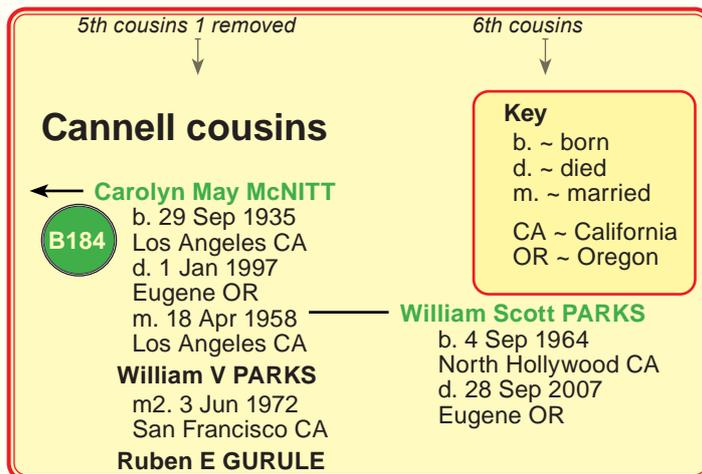 5th cousins 1 removed
6th cousins
Cannell cousins
Key
b. ~ born
d. ~ died
m. ~ married
CA ~ California
OR ~ Oregon
Carolyn May McNITT
B184
b. 29 Sep 1935
Los Angeles CA
d. 1 Jan 1997
Eugene OR
m. 18 Apr 1958
Los Angeles CA
William V PARKS
m2. 3 Jun 1972
San Francisco CA
Ruben E GURULE
William Scott PARKS
b. 4 Sep 1964
North Hollywood CA
d. 28 Sep 2007
Eugene OR